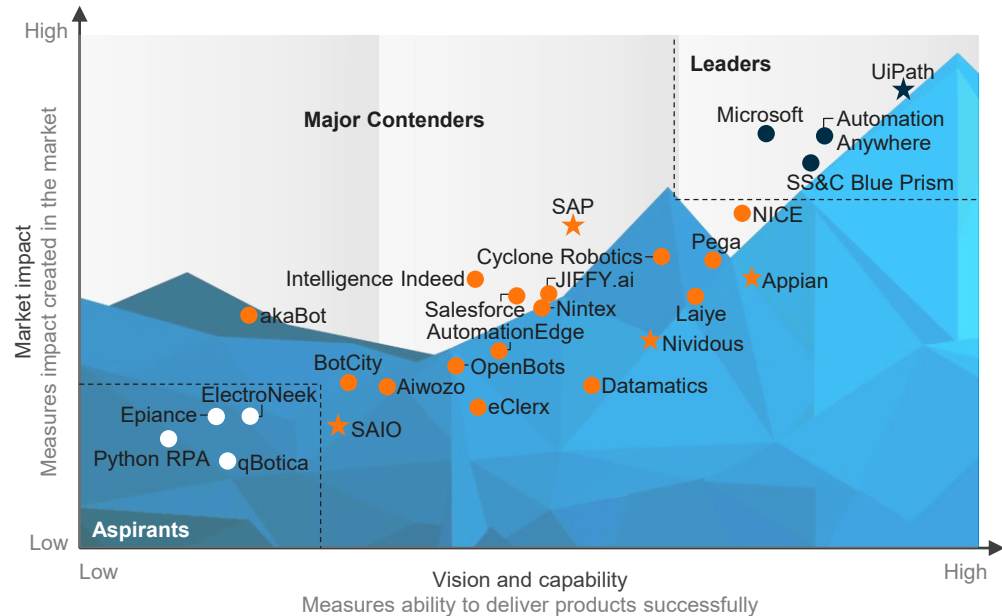 High
Leaders
UiPath
Major Contenders
Microsoft
Automation
Anywhere
SS&C Blue Prism
SAP
NICE
Cyclone Robotics
Pega
Intelligence Indeed
JIFFY.ai
Appian
Salesforce
Nintex
Laiye
akaBot
AutomationEdge
Nividous
BotCity
OpenBots
Aiwozo
Datamatics
ElectroNeek
Epiance
eClerx
SAIO
Python RPA
qBotica
Aspirants
Low
Market impact
Measures impact created in the market
Low
High
Vision and capability
Measures ability to deliver products successfully